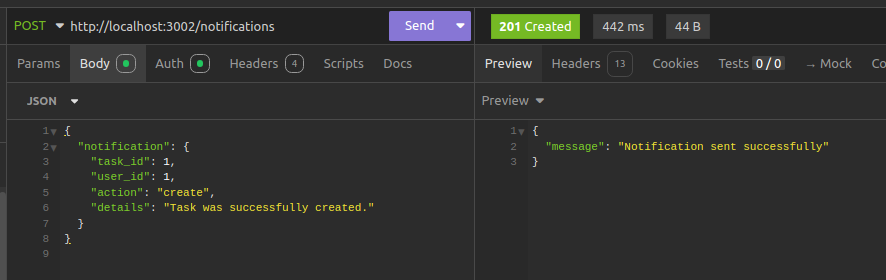 POST http://localhost:3002/notifications Send
201 Created 442 ms 44 B
Params Body Auth Headers 4 Scripts Docs
Preview Headers 13 Cookies Tests 0 / 0 → Mock Co
JSON
Preview
1 {
2 "notification": {
3 "task_id": 1,
4 "user_id": 1,
5 "action": "create",
6 "details": "Task was successfully created."
7 }
8 }
9
1 {
2 "message": "Notification sent successfully"
3 }